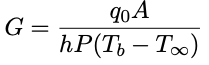 G = \frac{q_0 A}{hP(T_b - T_\infty)}